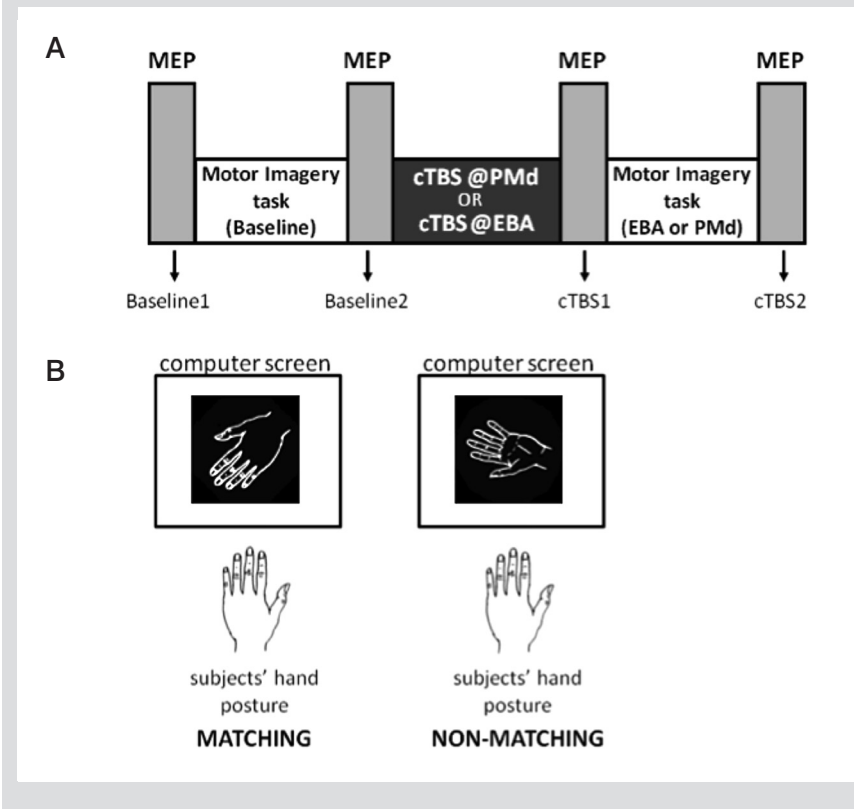 A
MEP MEP MEP MEP
Motor Imagery
task
(Baseline)
cTBS @PMd
OR
cTBS @EBA
Motor Imagery
task
(EBA or PMd)
Baseline1 Baseline2 cTBS1 cTBS2
B
computer screen computer screen
subjects' hand
posture
MATCHING
subjects' hand
posture
NON-MATCHING